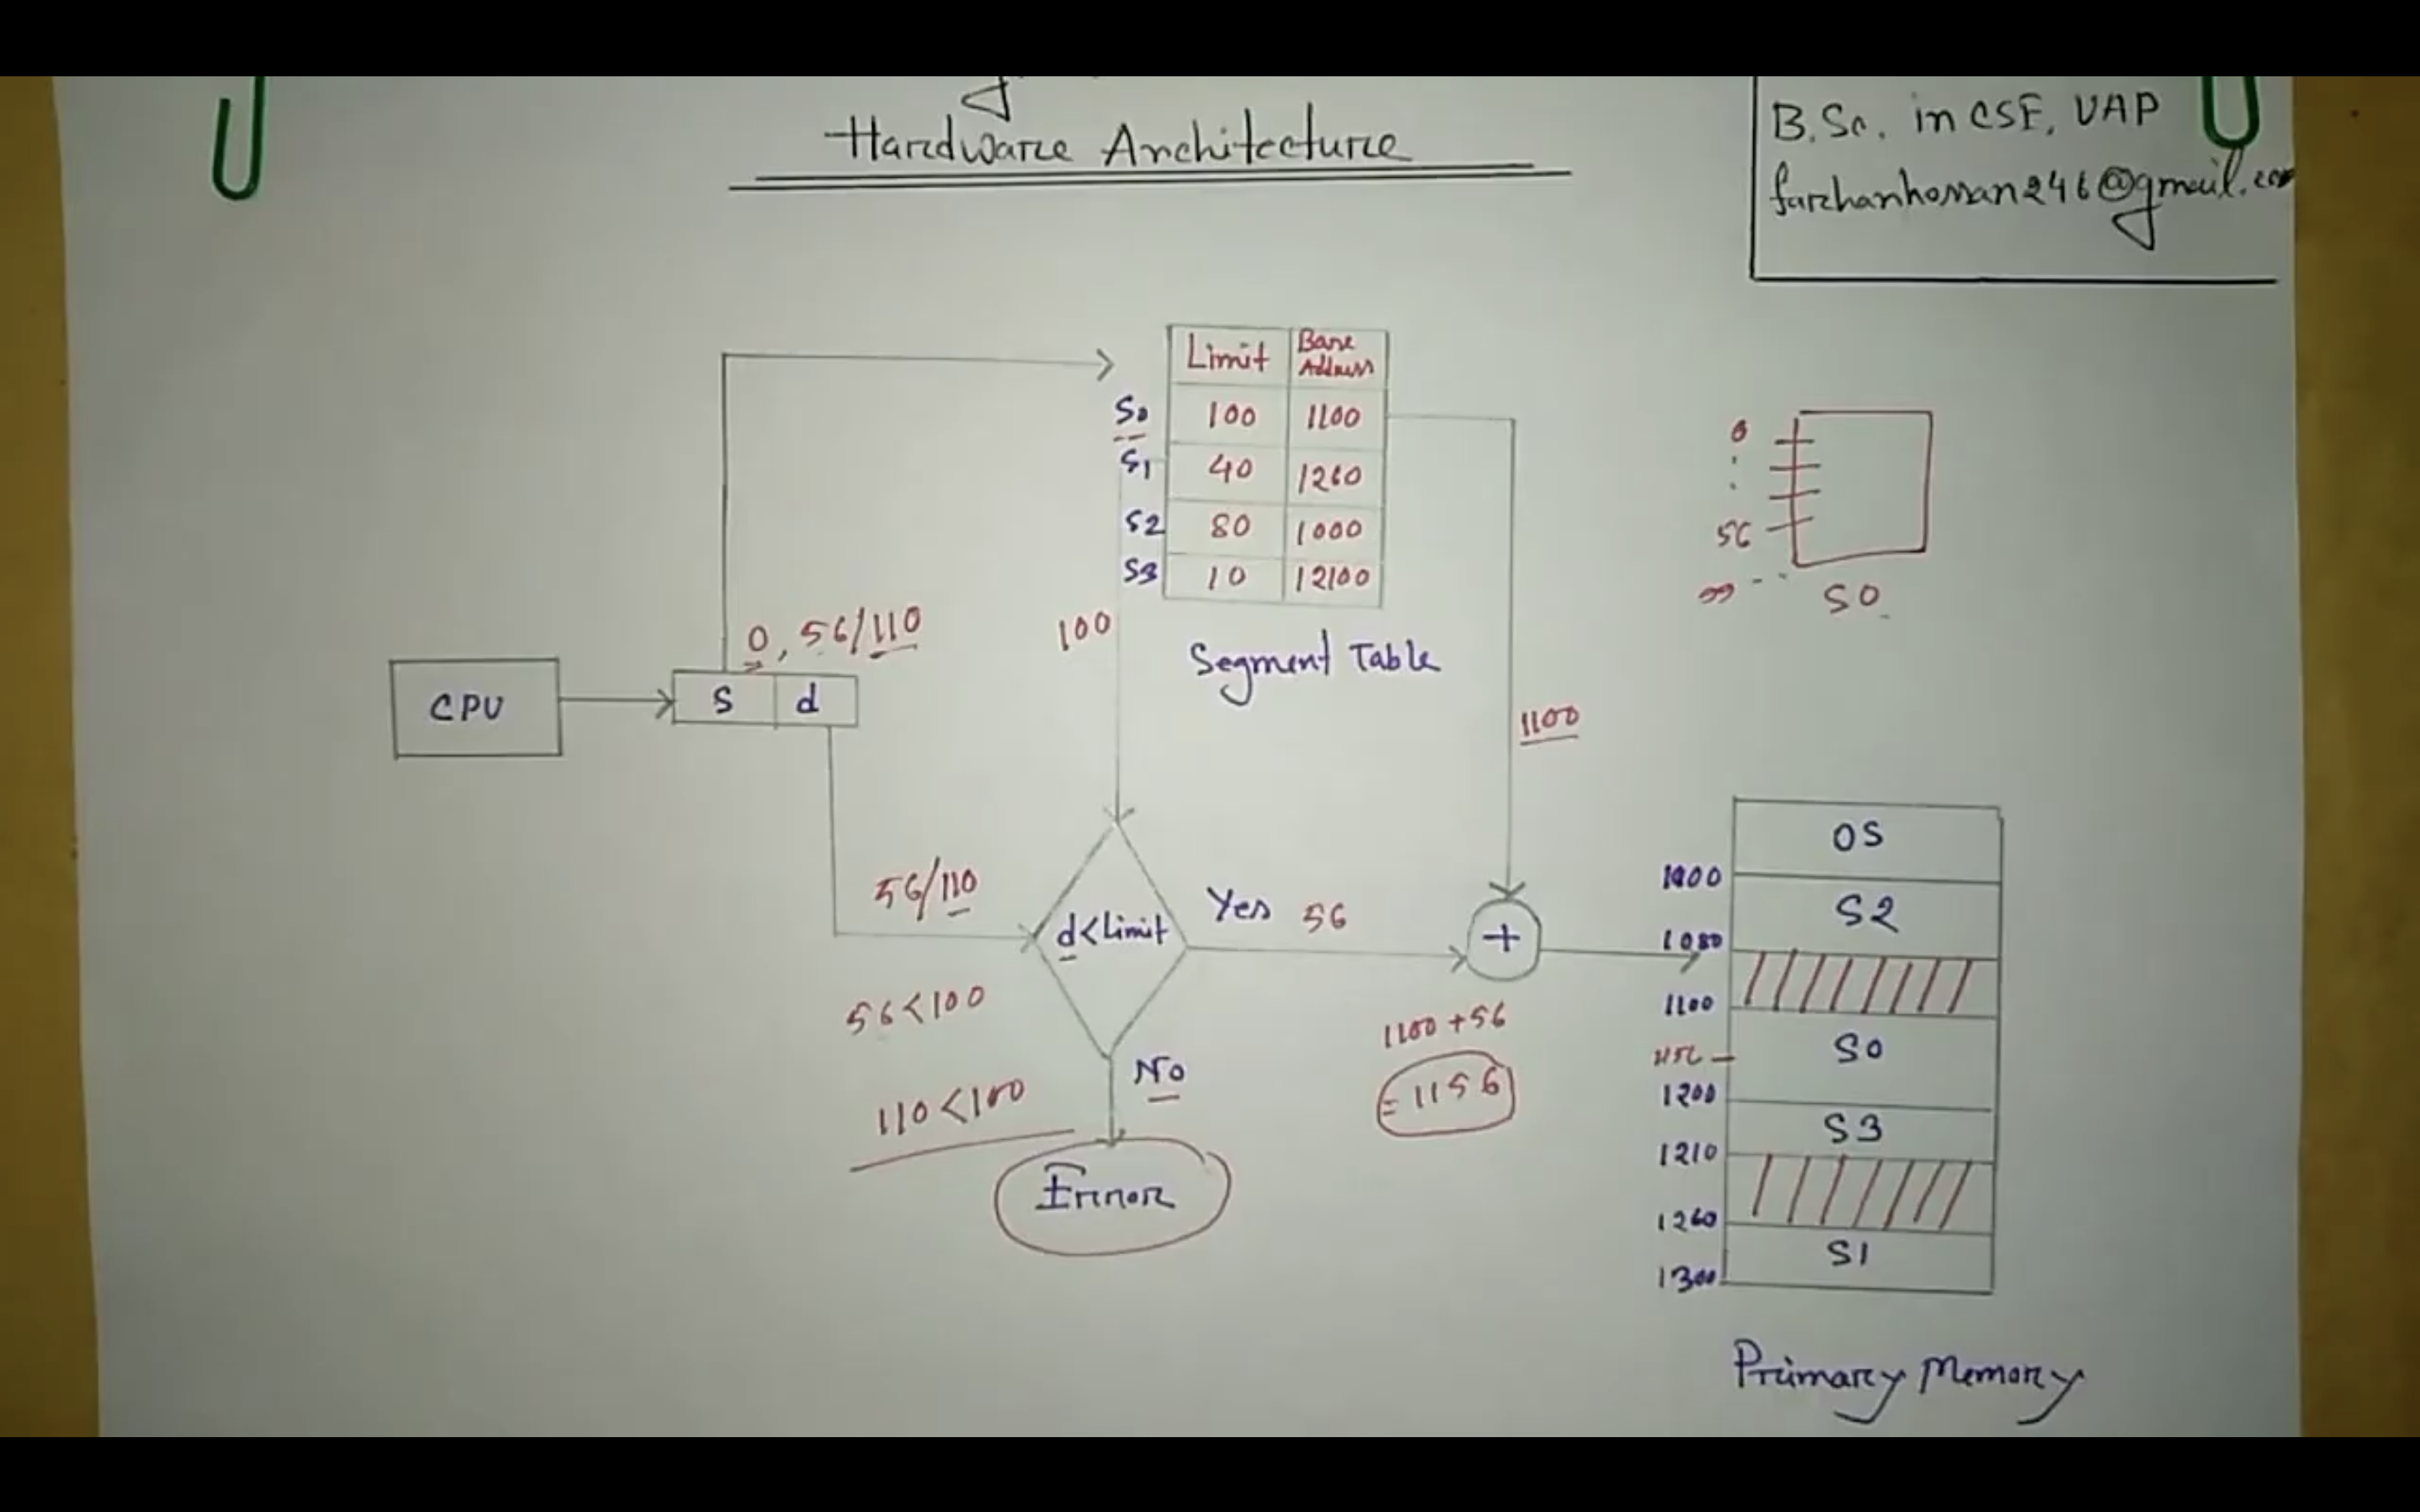 Hardware Architecture
B.Sc. in CSE, UAP
farhanhossan246@gmail.com
Limit Base Address
S0 100 1100
S1 40 1260
S2 80 1000
S3 10 12100
Segment Table
0
56
99
S0
0, 56/110
100
CPU
S d
1100
56/110
d<Limit
Yes 56
+
56<100
110<100
No
Error
1100+56
=1156
OS
1000
S2
1080
1100
S0
1156
1200
S3
1210
1260
S1
1300
Primary Memory